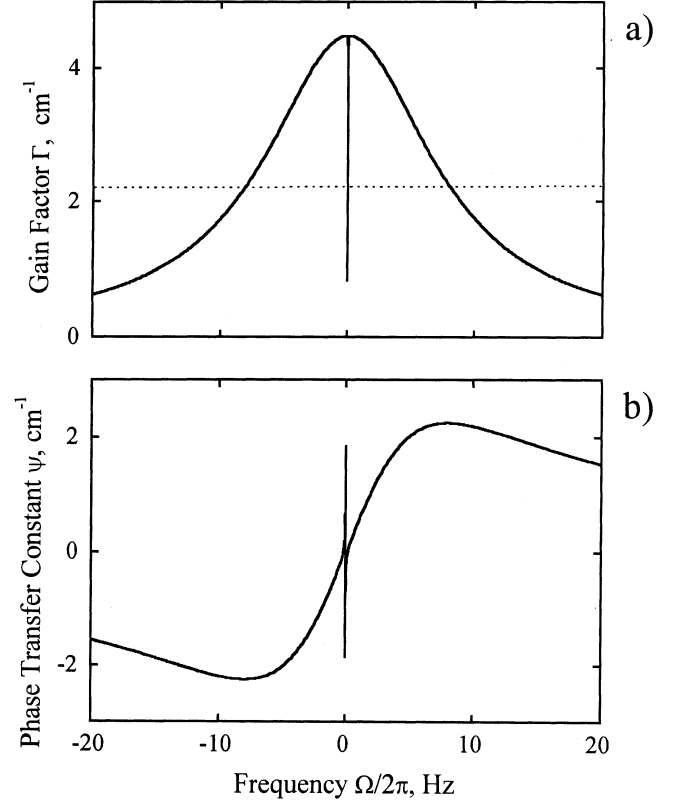 a)
4
2
0
Gain Factor Γ, cm⁻¹
b)
2
0
-2
Phase Transfer Constant ψ, cm⁻¹
-20 -10 0 10 20
Frequency Ω/2π, Hz